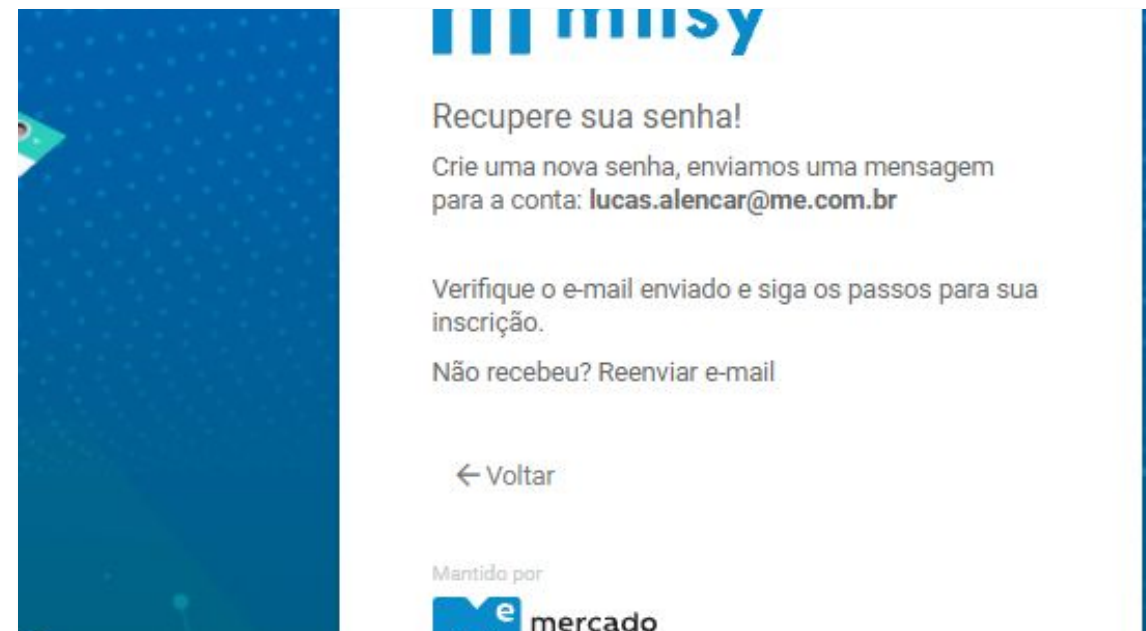 Recupere sua senha!
Crie uma nova senha, enviamos uma mensagem
para a conta: lucas.alencar@me.com.br
Verifique o e-mail enviado e siga os passos para sua
inscrição.
Não recebeu? Reenviar e-mail
← Voltar
Mantido por
e
mercado